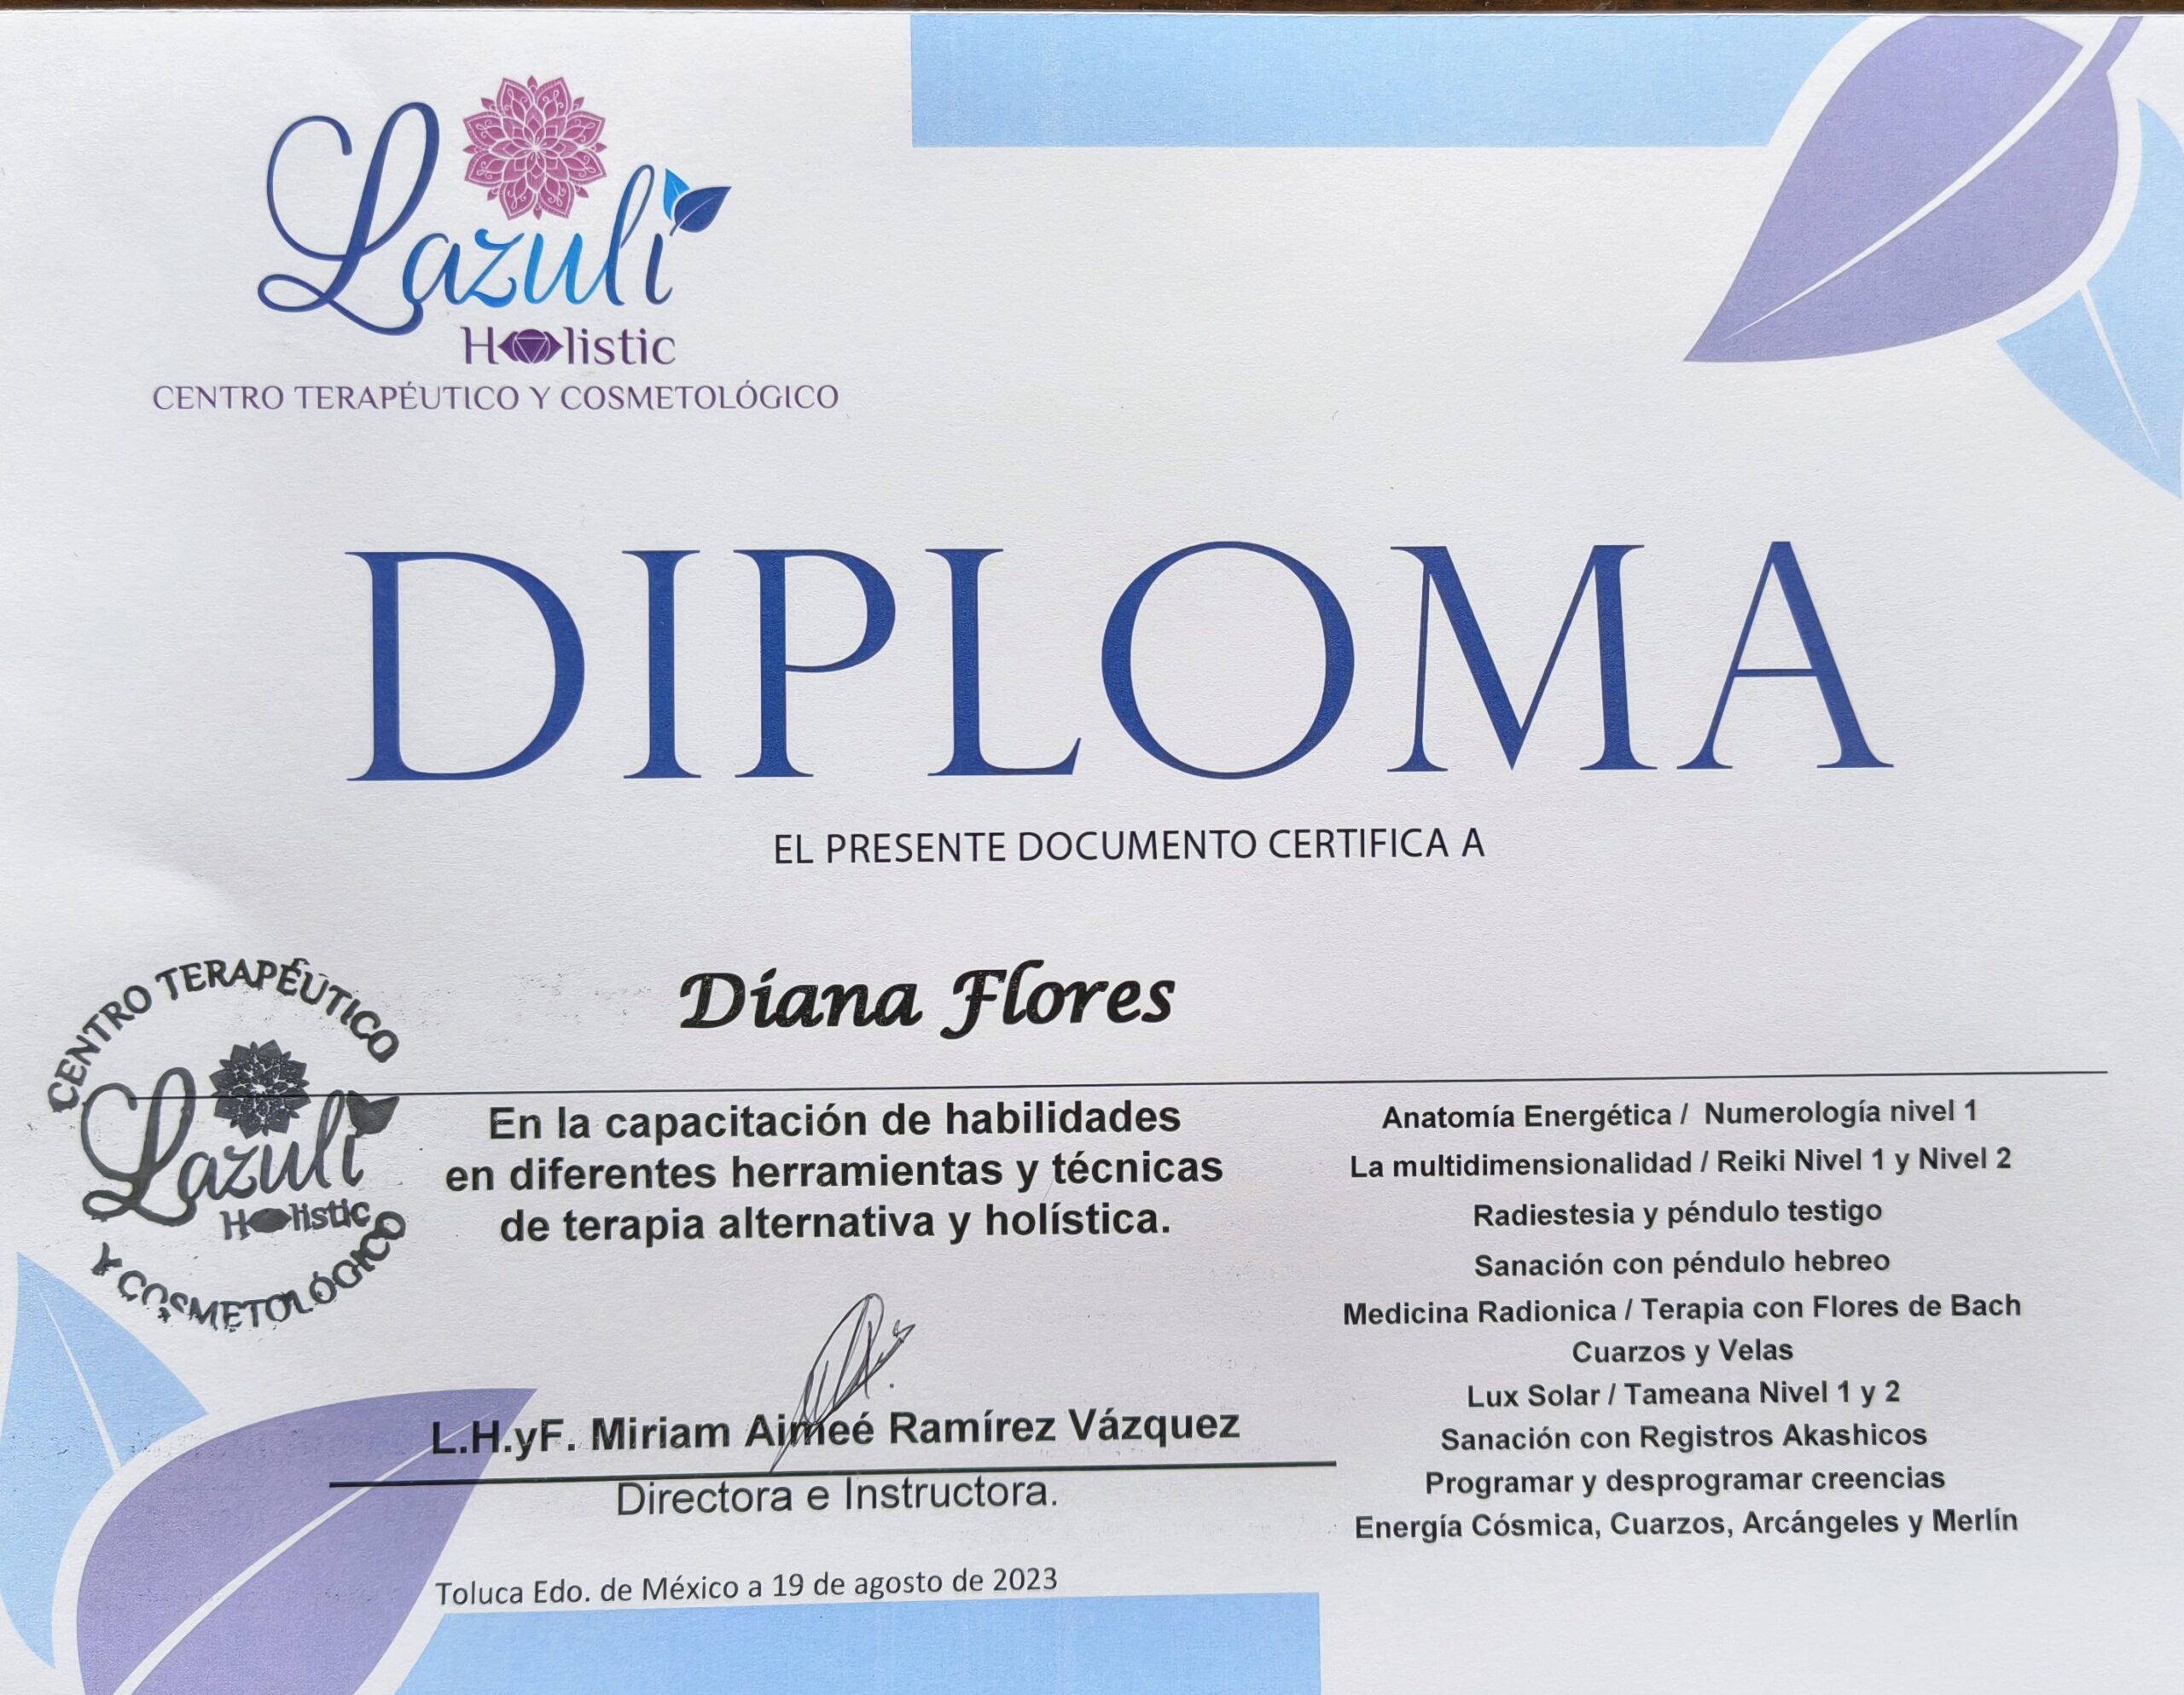 Lazuli
Holistic
CENTRO TERAPÉUTICO Y COSMETOLÓGICO
DIPLOMA
EL PRESENTE DOCUMENTO CERTIFICA A
Diana Flores
CENTRO TERAPÉUTICO
Lazuli
Holistic
Y COSMETOLÓGICO
En la capacitación de habilidades
en diferentes herramientas y técnicas
de terapia alternativa y holística.
L.H.yF. Miriam Aimeé Ramírez Vázquez
Directora e Instructora.
Toluca Edo. de México a 19 de agosto de 2023
Anatomía Energética / Numerología nivel 1
La multidimensionalidad / Reiki Nivel 1 y Nivel 2
Radiestesia y péndulo testigo
Sanación con péndulo hebreo
Medicina Radionica / Terapia con Flores de Bach
Cuarzos y Velas
Lux Solar / Tameana Nivel 1 y 2
Sanación con Registros Akashicos
Programar y desprogramar creencias
Energía Cósmica, Cuarzos, Arcángeles y Merlín